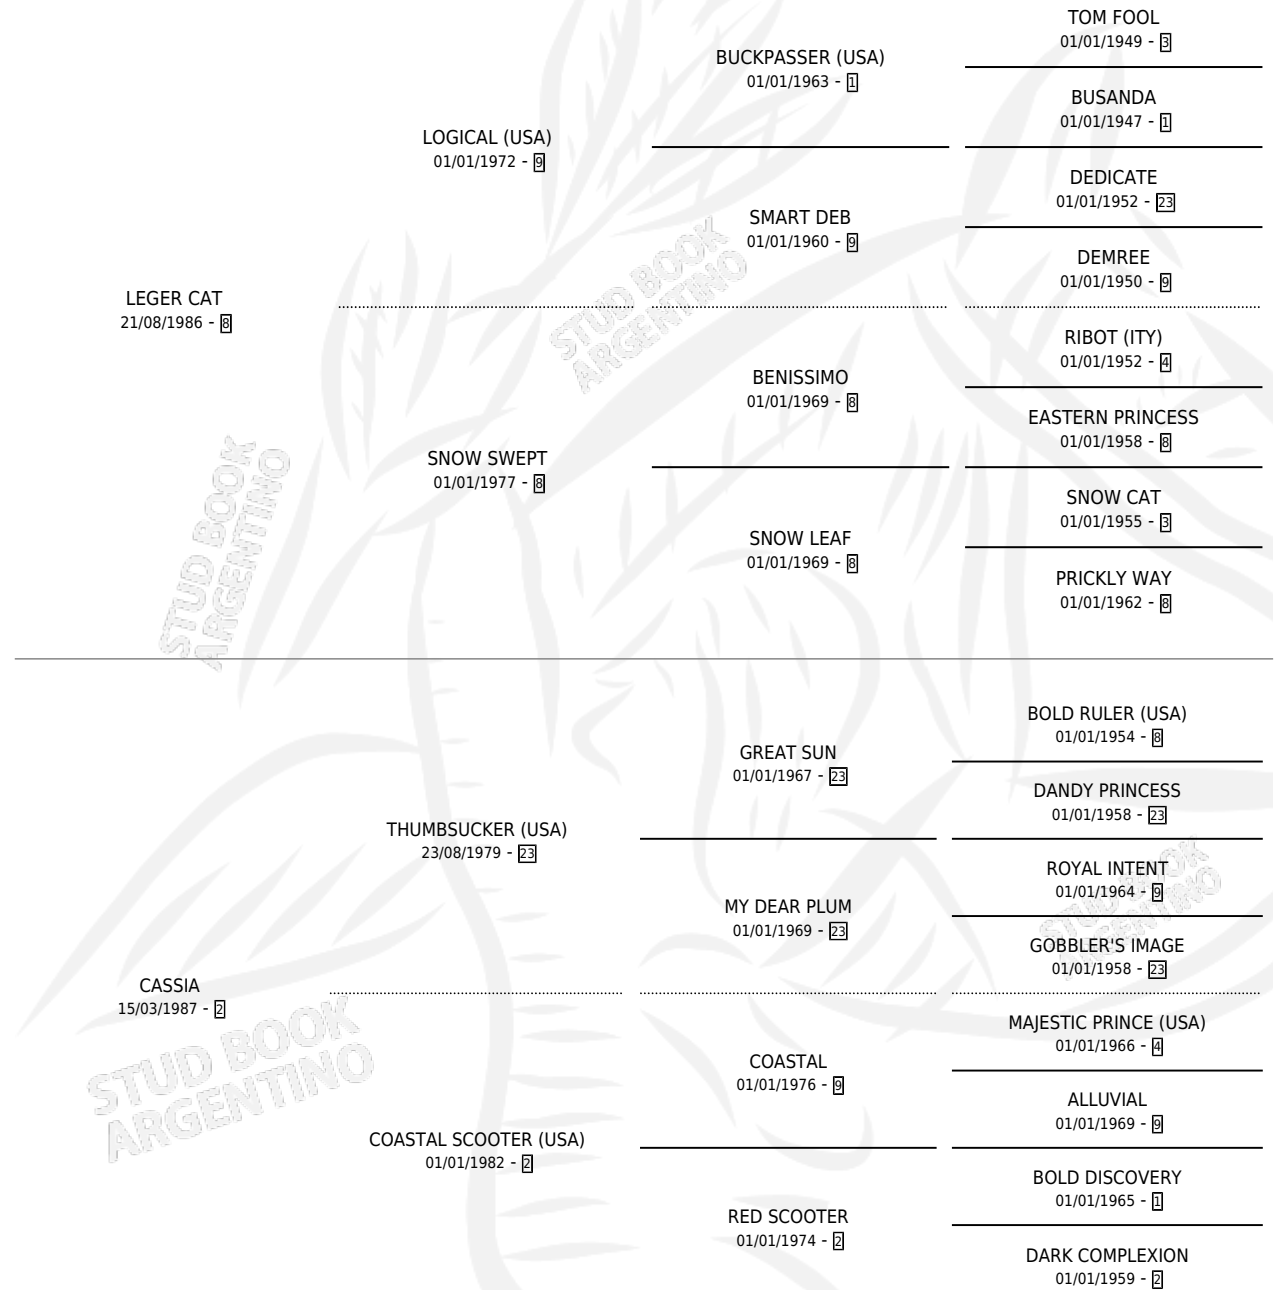 TOM FOOL
01/01/1949 - 3
BUCKPASSER (USA)
01/01/1963 - 1
BUSANDA
01/01/1947 - 1
LOGICAL (USA)
01/01/1972 - 9
DEDICATE
01/01/1952 - 23
SMART DEB
01/01/1960 - 9
DEMREE
01/01/1950 - 9
LEGER CAT
21/08/1986 - 8
RIBOT (ITY)
01/01/1952 - 4
BENISSIMO
01/01/1969 - 8
EASTERN PRINCESS
01/01/1958 - 8
SNOW SWEPT
01/01/1977 - 8
SNOW CAT
01/01/1955 - 3
SNOW LEAF
01/01/1969 - 8
PRICKLY WAY
01/01/1962 - 8
BOLD RULER (USA)
01/01/1954 - 8
GREAT SUN
01/01/1967 - 23
DANDY PRINCESS
01/01/1958 - 23
THUMBSUCKER (USA)
23/08/1979 - 23
ROYAL INTENT
01/01/1964 - 9
MY DEAR PLUM
01/01/1969 - 23
GOBBLER'S IMAGE
01/01/1958 - 23
CASSIA
15/03/1987 - 2
MAJESTIC PRINCE (USA)
01/01/1966 - 4
COASTAL
01/01/1976 - 9
ALLUVIAL
01/01/1969 - 9
COASTAL SCOOTER (USA)
01/01/1982 - 2
BOLD DISCOVERY
01/01/1965 - 1
RED SCOOTER
01/01/1974 - 2
DARK COMPLEXION
01/01/1959 - 2
STUD BOOK
ARGENTINO
STUD BOOK
ARGENTINO
STUD BOOK
ARGENTINO
STUD BOOK
ARGENTINO